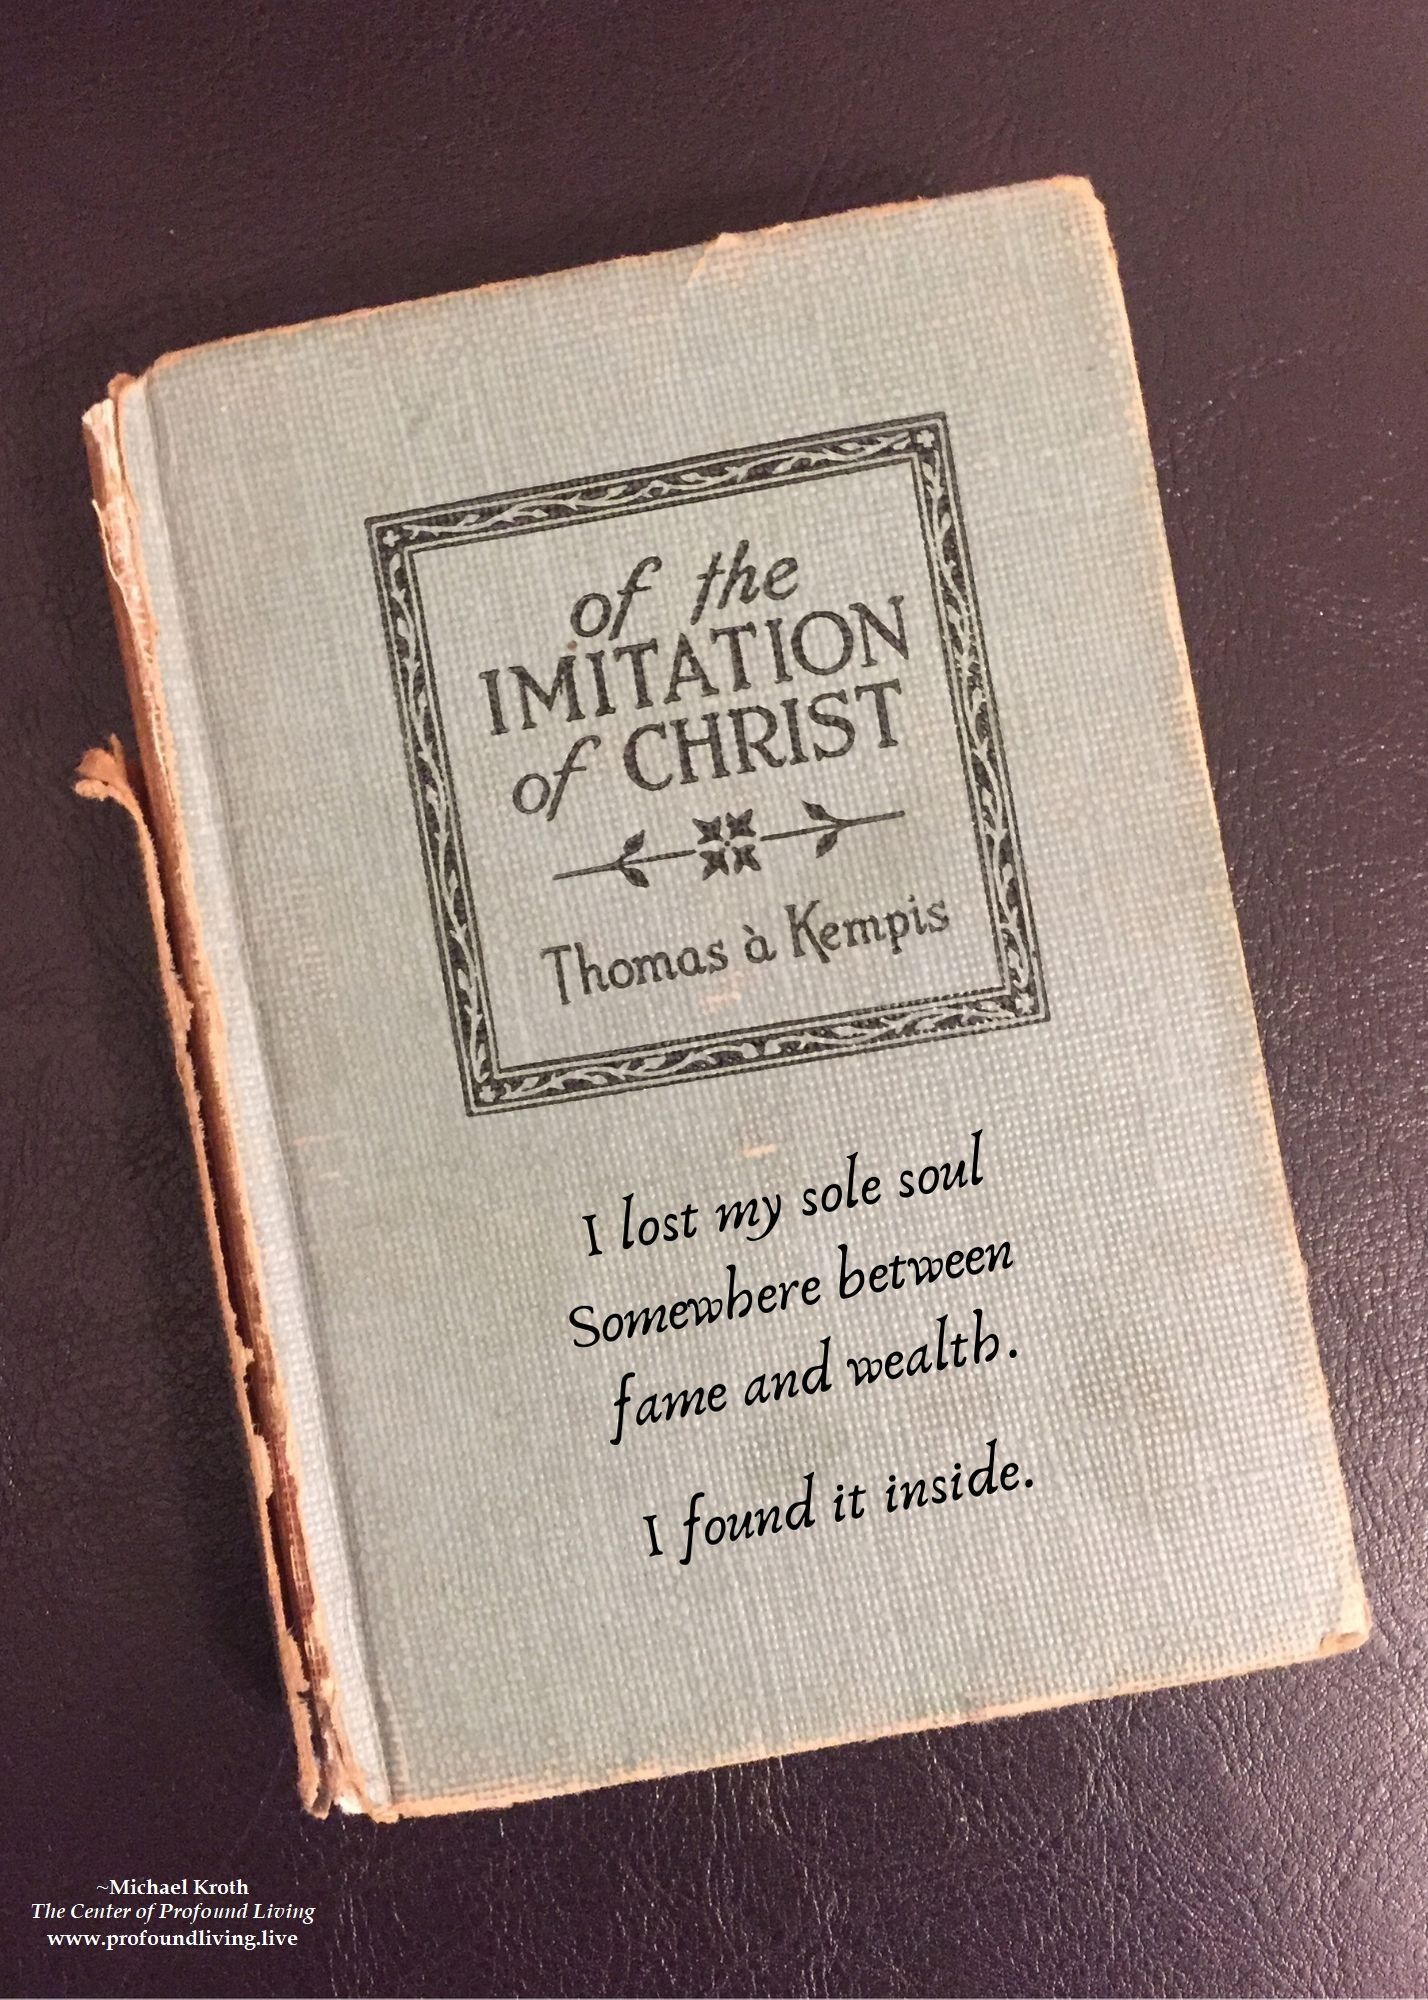 of the
IMITATION
of CHRIST
Thomas à Kempis
I lost my sole soul
Somewhere between
fame and wealth.
I found it inside.
~Michael Kroth
The Center of Profound Living
www.profoundliving.live